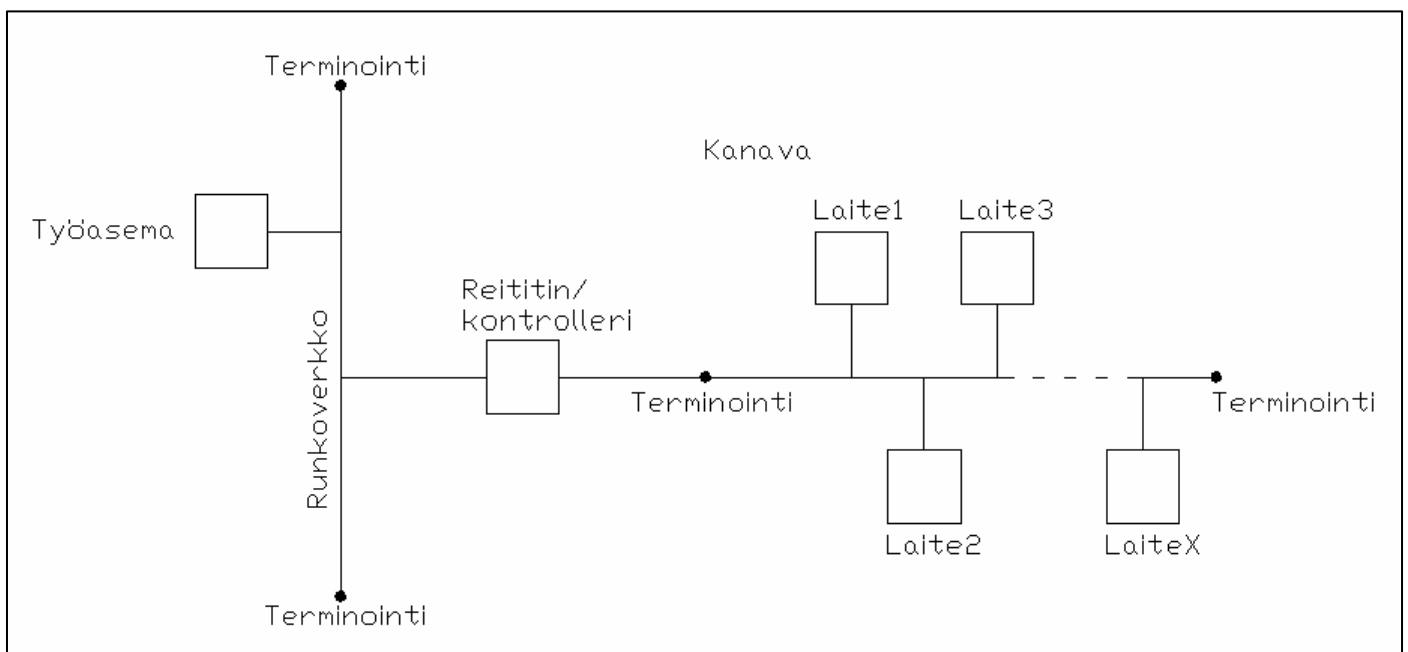 Terminointi
Kanava
Laite1
Laite3
Työasema
Reititin/
kontrolleri
Runkoverkko
Terminointi
Terminointi
Laite2
LaiteX
Terminointi